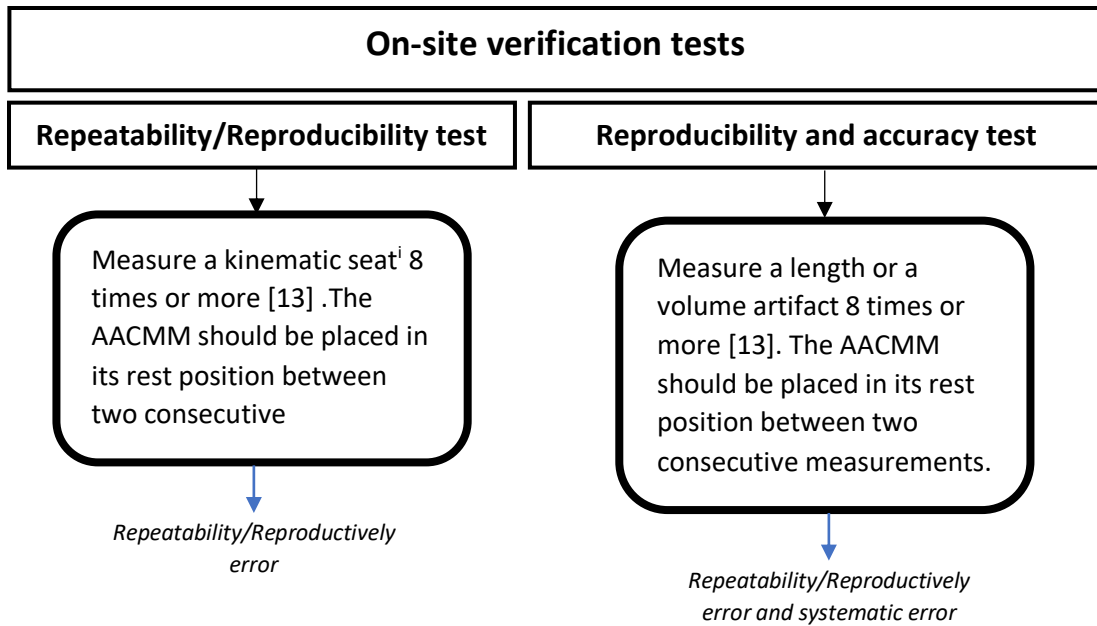 On-site verification tests
Repeatability/Reproducibility test
Measure a kinematic seatⁱ 8
times or more [13] .The
AACMM should be placed in
its rest position between
two consecutive
Repeatability/Reproductively
error
Reproducibility and accuracy test
Measure a length or a
volume artifact 8 times or
more [13]. The AACMM
should be placed in its rest
position between two
consecutive measurements.
Repeatability/Reproductively
error and systematic error